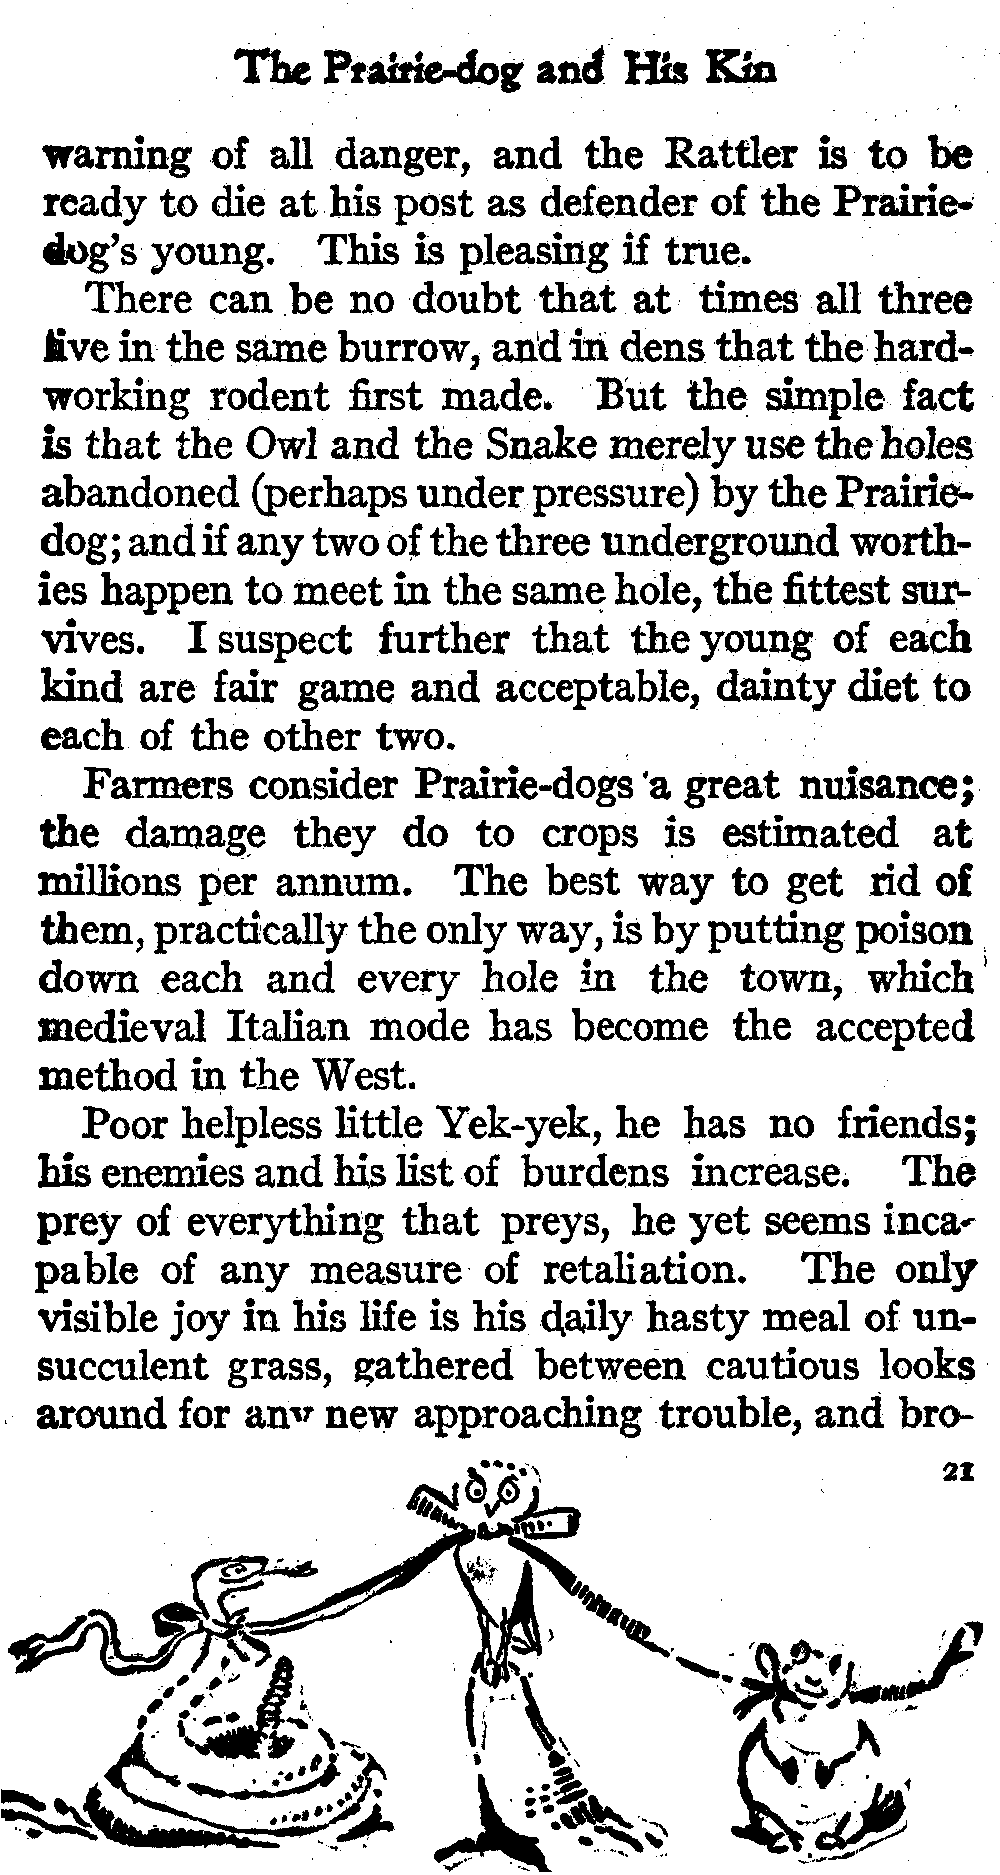 The Prairie-dog and His Kin
warning of all danger, and the Rattler is to be
ready to die at his post as defender of the Prairie-
dog's young. This is pleasing if true.
There can be no doubt that at times all three
live in the same burrow, and in dens that the hard-
working rodent first made. But the simple fact
is that the Owl and the Snake merely use the holes
abandoned (perhaps under pressure) by the Prairie-
dog; and if any two of the three underground worth-
ies happen to meet in the same hole, the fittest sur-
vives. I suspect further that the young of each
kind are fair game and acceptable, dainty diet to
each of the other two.
Farmers consider Prairie-dogs a great nuisance;
the damage they do to crops is estimated at
millions per annum. The best way to get rid of
them, practically the only way, is by putting poison
down each and every hole in the town, which
medieval Italian mode has become the accepted
method in the West.
Poor helpless little Yek-yek, he has no friends;
his enemies and his list of burdens increase. The
prey of everything that preys, he yet seems inca-
pable of any measure of retaliation. The only
visible joy in his life is his daily hasty meal of un-
succulent grass, gathered between cautious looks
around for any new approaching trouble, and bro-
21